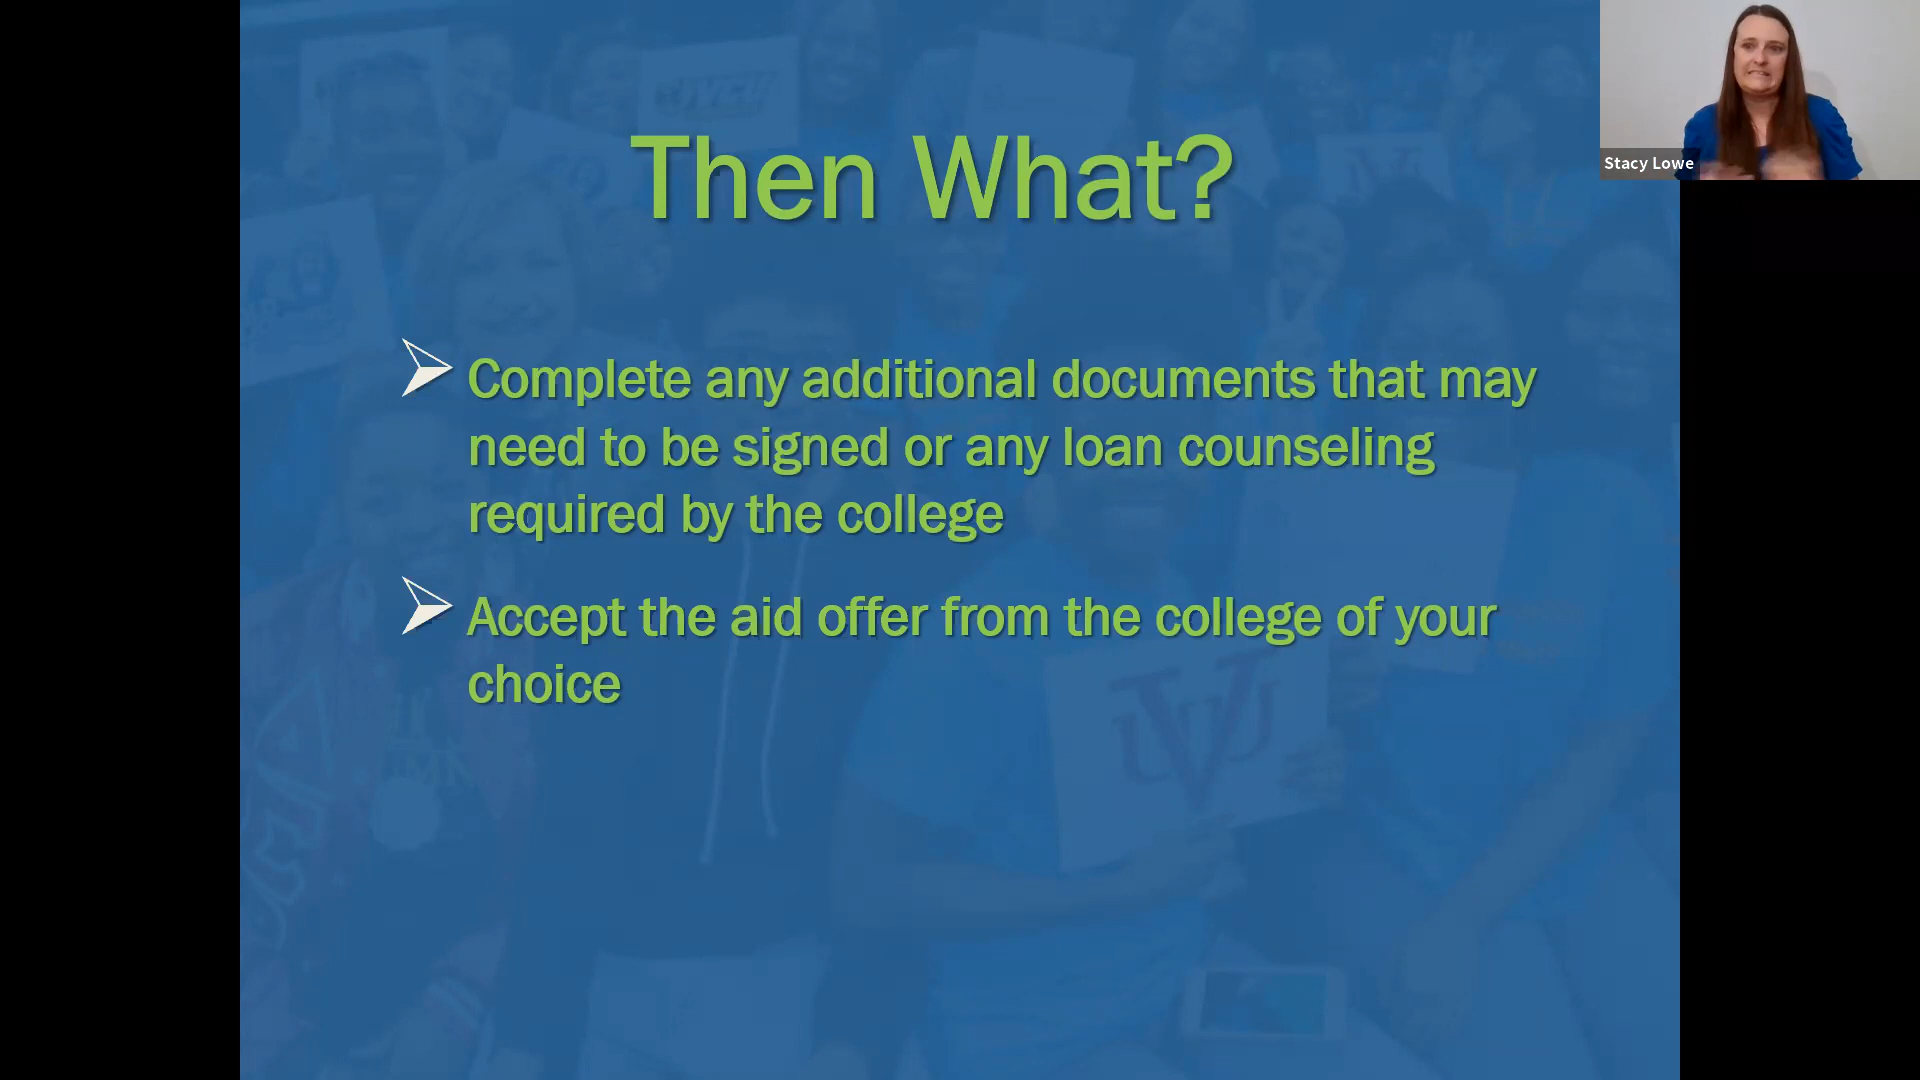 Then What?
Stacy Lowe
Complete any additional documents that may
need to be signed or any loan counseling
required by the college
Accept the aid offer from the college of your
choice